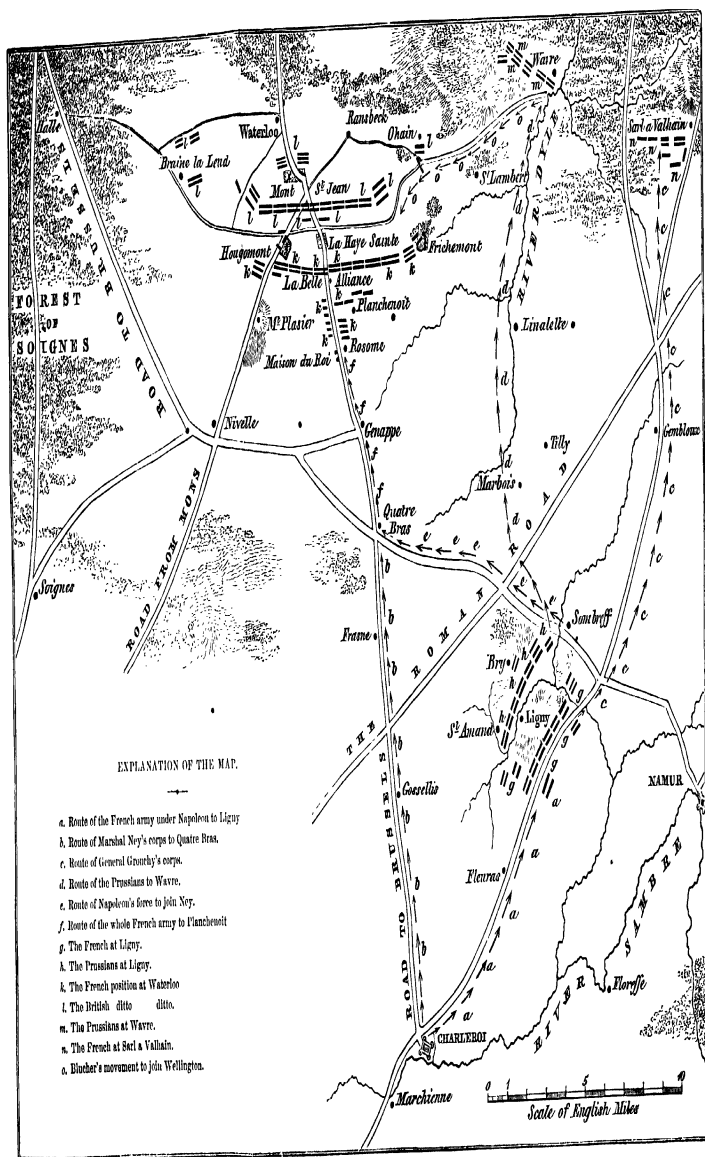 Wavre
Halle
Waterloo
Ransbeck
Ohain
Sart a Valhain
Braine la Leud
Mont
St. Jean
St. Lambert
RIVER DYLE
Hougomont
La Haye Sainte
Frichemont
La Belle Alliance
FOREST
OF
SOIGNES
ROAD TO BRUSSELS
Planchenoit
Mt. Plasier
Rosome
Maison du Roi
Linalette
Nivelle
Genappe
Gembloux
Tilly
Marbois
Quatre
Bras
ROAD FROM MONS
THE ROMAN ROAD
Soignes
Sombreff
Frasne
Bry
Ligny
St. Amand
NAMUR
Gosselis
Fleurus
ROAD TO BRUSSELS
RIVER SAMBRE
Floreffe
CHARLEROI
Marchienne
EXPLANATION OF THE MAP.
a. Route of the French army under Napoleon to Ligny
b. Route of Marshal Ney's corps to Quatre Bras.
c. Route of General Grouchy's corps.
d. Route of the Prussians to Wavre.
e. Route of Napoleon's force to join Ney.
f. Route of the whole French army to Planchenoit
g. The French at Ligny.
h. The Prussians at Ligny.
k. The French position at Waterloo
l. The British ditto ditto.
m. The Prussians at Wavre.
n. The French at Sarl a Valhain.
o. Blucher's movement to join Wellington.
0 1 5 10
Scale of English Miles